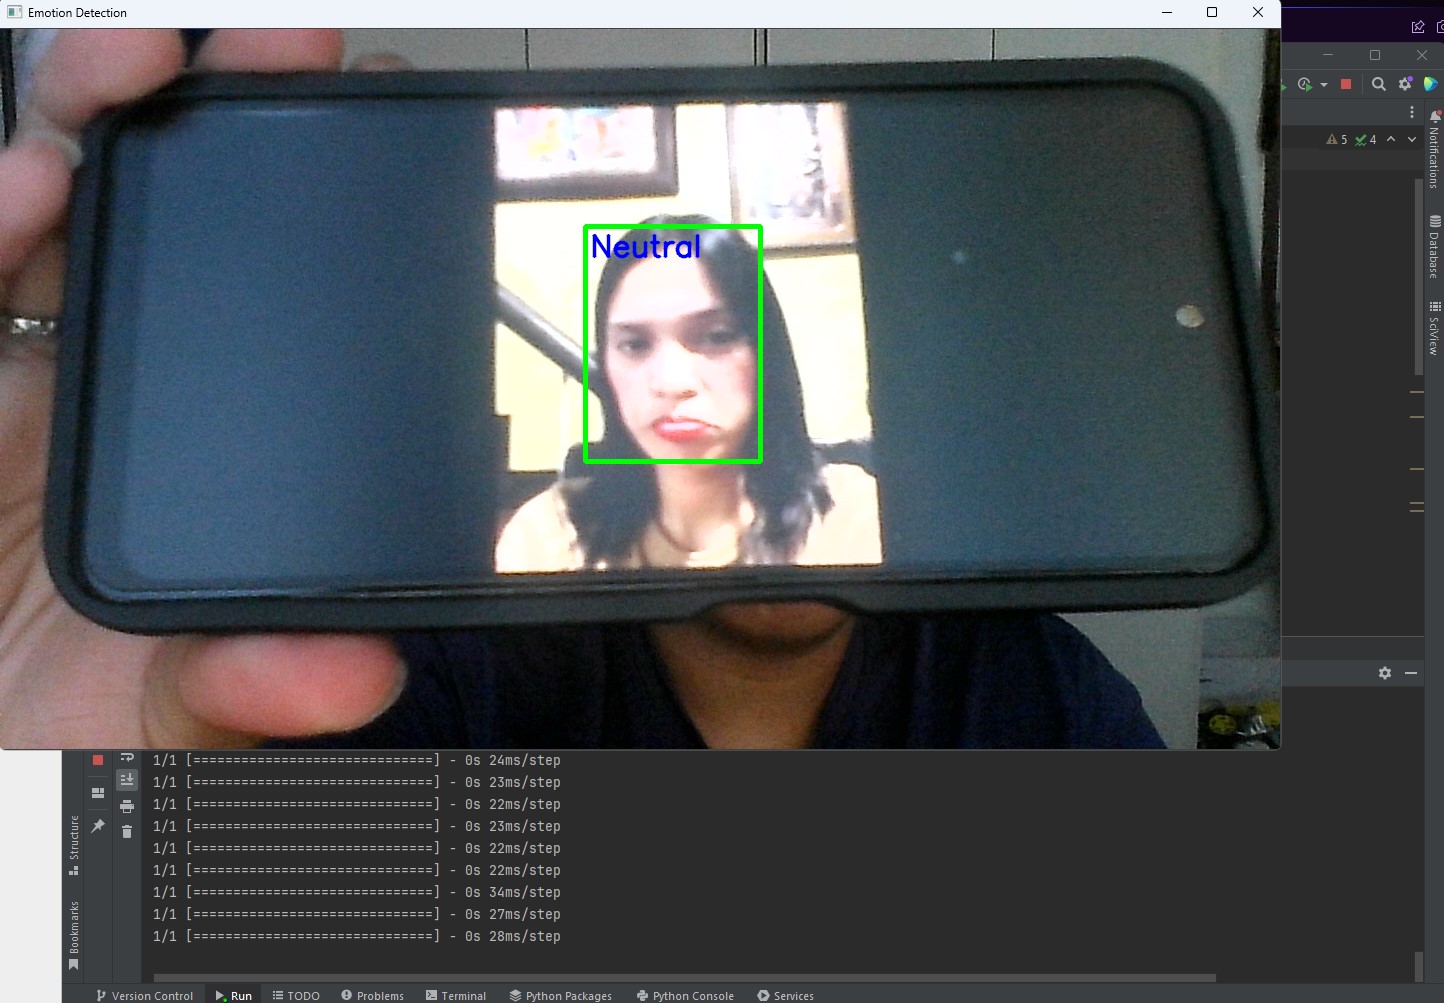 Emotion Detection
Neutral
5 4
Notifications
Database
SciView
1/1 [==============================] - 0s 24ms/step
1/1 [==============================] - 0s 23ms/step
1/1 [==============================] - 0s 22ms/step
1/1 [==============================] - 0s 23ms/step
1/1 [==============================] - 0s 22ms/step
1/1 [==============================] - 0s 22ms/step
1/1 [==============================] - 0s 34ms/step
1/1 [==============================] - 0s 27ms/step
1/1 [==============================] - 0s 28ms/step
Structure
Bookmarks
Version Control Run TODO Problems Terminal Python Packages Python Console Services